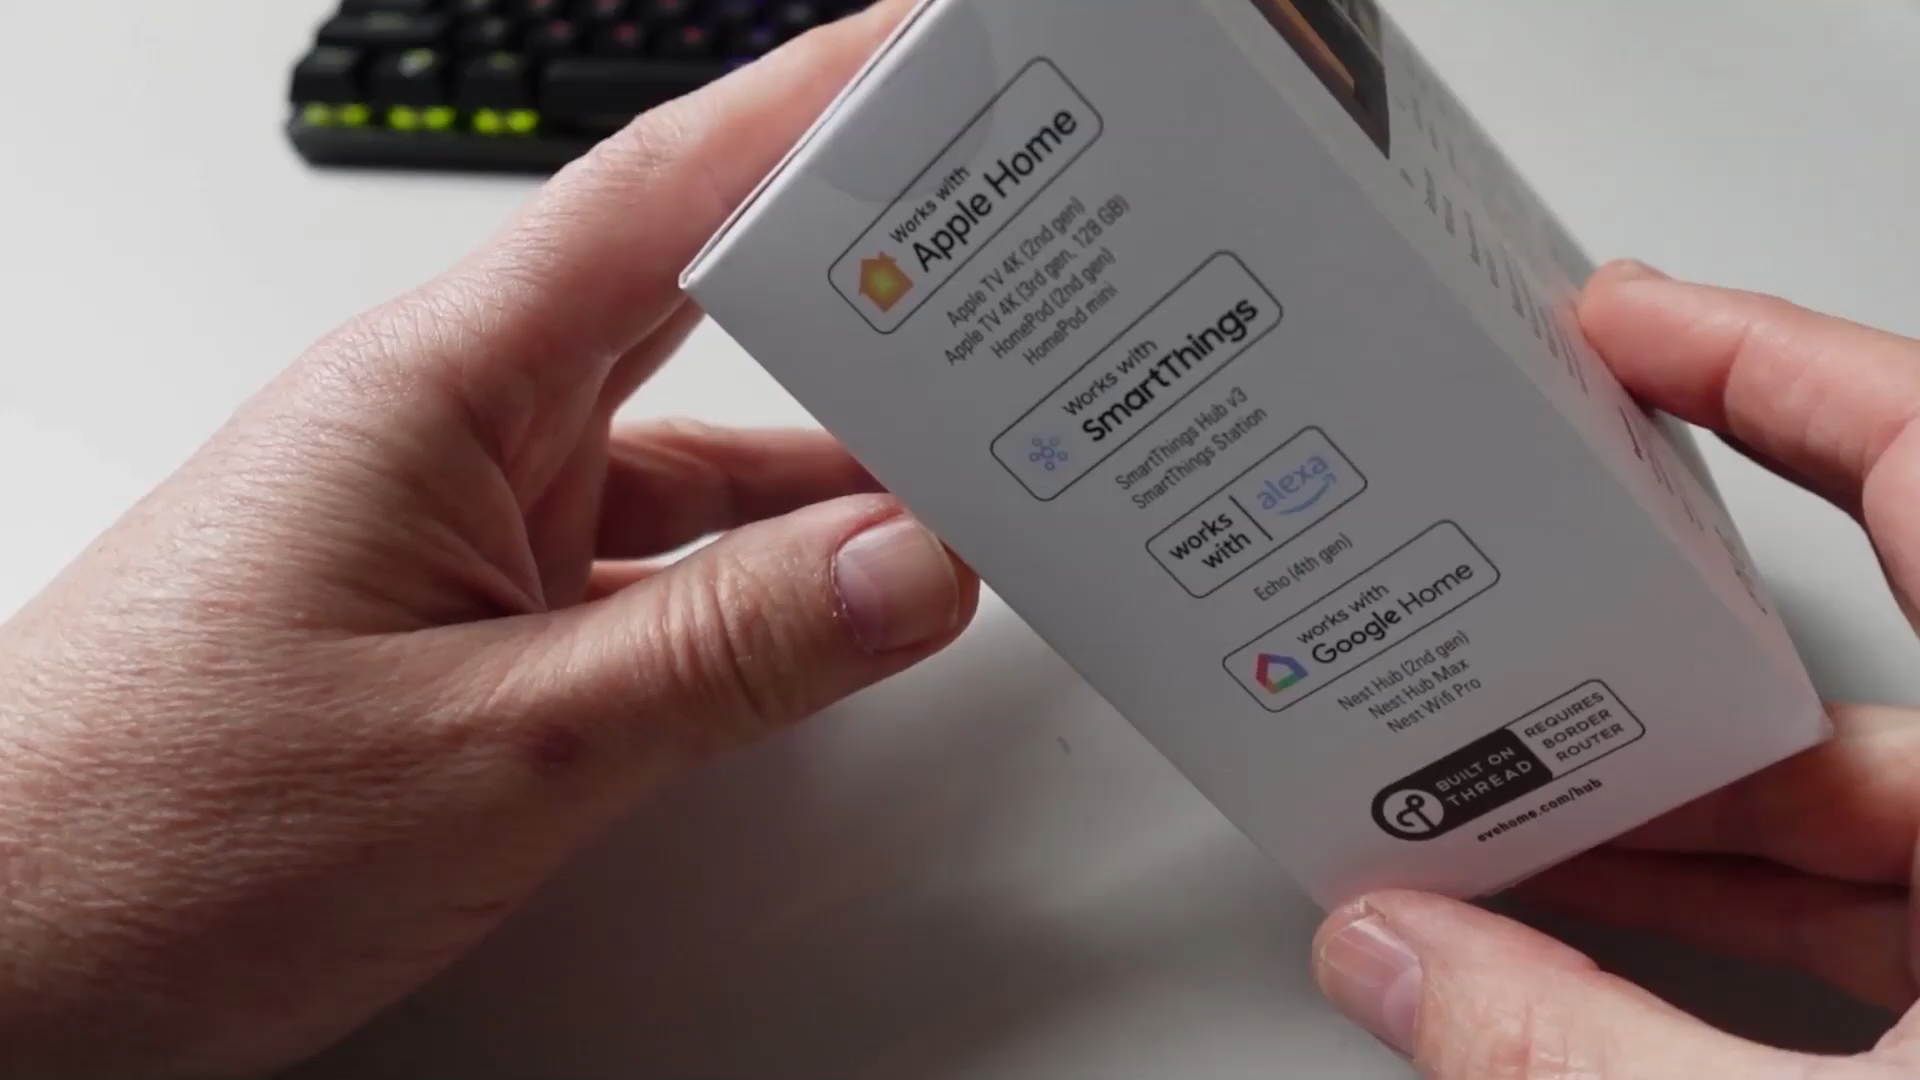 Works with
Apple Home
Apple TV 4K (2nd gen)
Apple TV 4K (3rd gen, 128 GB)
HomePod (2nd gen)
HomePod mini
Works with
SmartThings
SmartThings Hub v3
SmartThings Station
works
with
alexa
Echo (4th gen)
works with
Google Home
Nest Hub (2nd gen)
Nest Hub Max
Nest Wifi Pro
BUILT ON
THREAD
REQUIRES
BORDER
ROUTER
evehome.com/hub